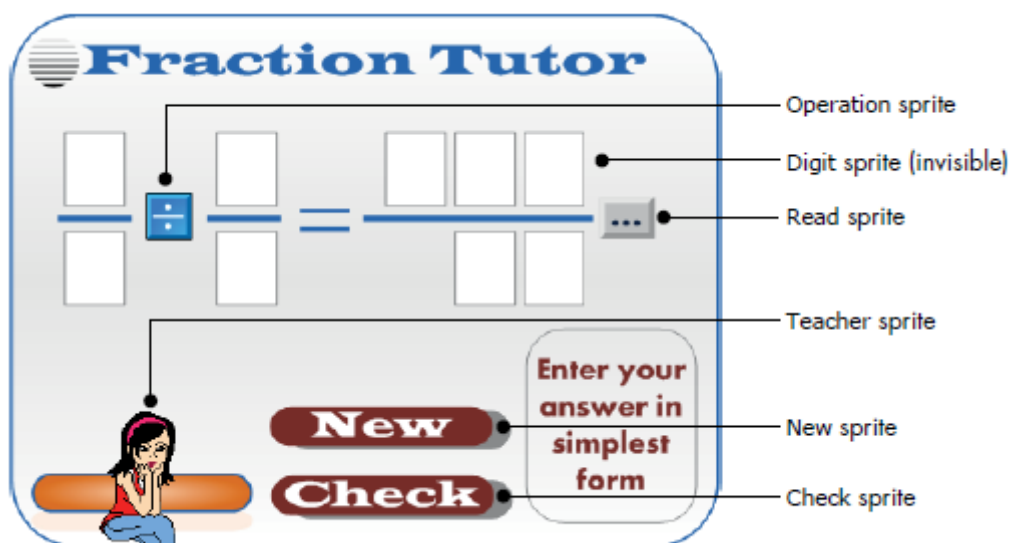 Fraction Tutor
Operation sprite
Digit sprite (invisible)
÷
=
...
Read sprite
Teacher sprite
Enter your
answer in
simplest
form
New
New sprite
Check
Check sprite